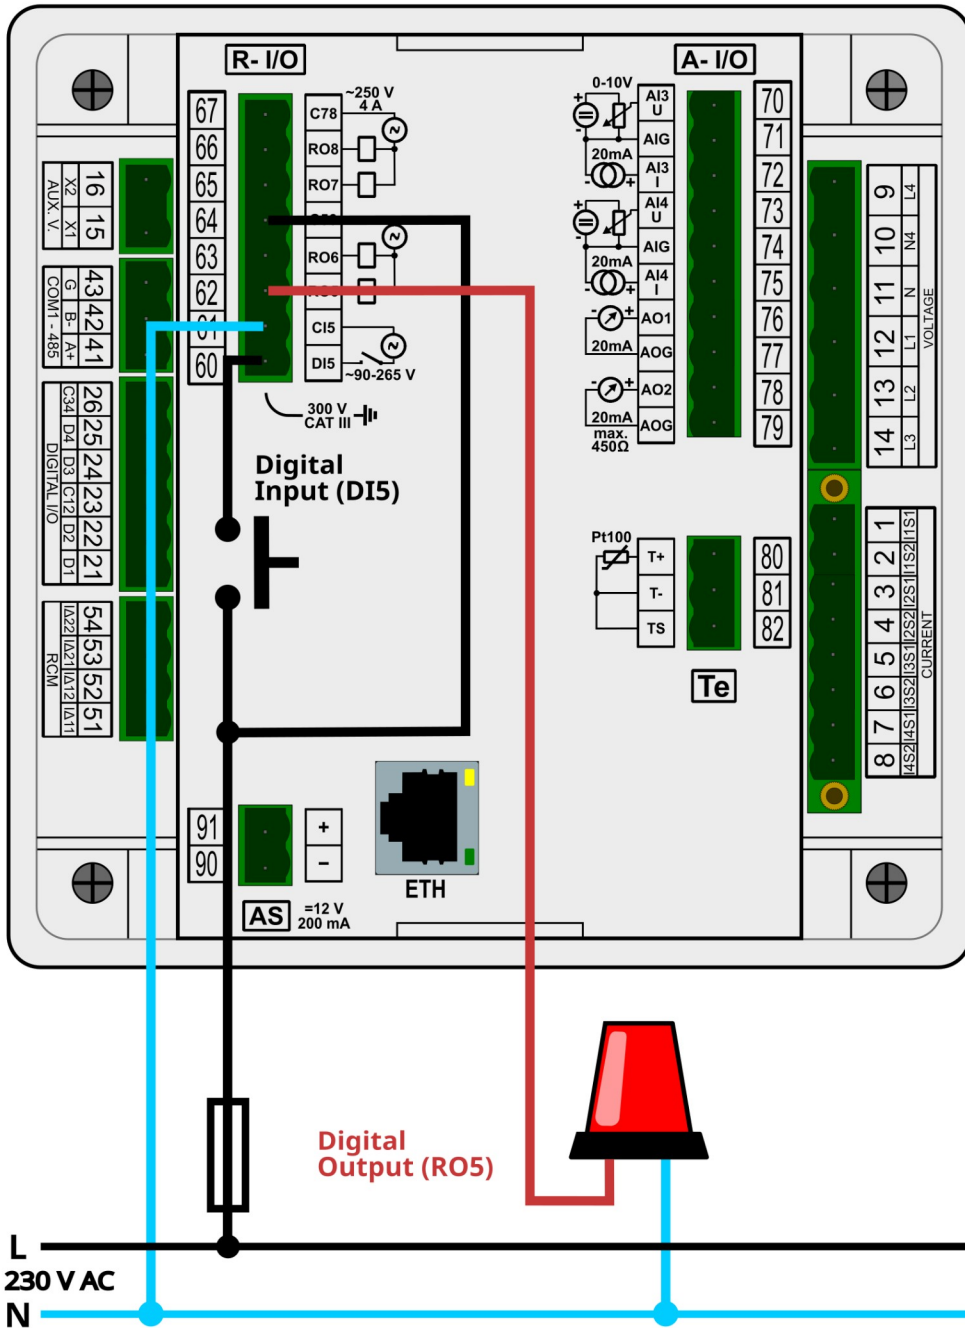 R- I/O
67
66
65
64
63
62
61
60
C78
RO8
RO7
RO6
CI5
DI5
~250 V
4 A
~90-265 V
300 V
CAT III
Digital
Input (DI5)
A- I/O
0-10V
+
-
20mA
- +
+
-
20mA
- +
- +
20mA
- +
20mA
max.
450Ω
AI3
U
AIG
AI3
I
AI4
U
AIG
AI4
I
AO1
AOG
AO2
AOG
70
71
72
73
74
75
76
77
78
79
Pt100
T+
T-
TS
80
81
82
Te
16 15
X2 X1
AUX. V.
43 42 41
G B- A+
COM1 - 485
26 25 24 23 22 21
C34 D4 D3 C12 D2 D1
DIGITAL I/O
54 53 52 51
IΔ22 IΔ21 IΔ12 IΔ11
RCM
9 L4
10 N4
11 N
12 L1
13 L2
14 L3
VOLTAGE
1 I1S1
2 I1S2
3 I2S1
4 I2S2
5 I3S1
6 I3S2
7 I4S1
8 I4S2
CURRENT
91 +
90 −
AS
=12 V
200 mA
ETH
Digital
Output (RO5)
L
230 V AC
N